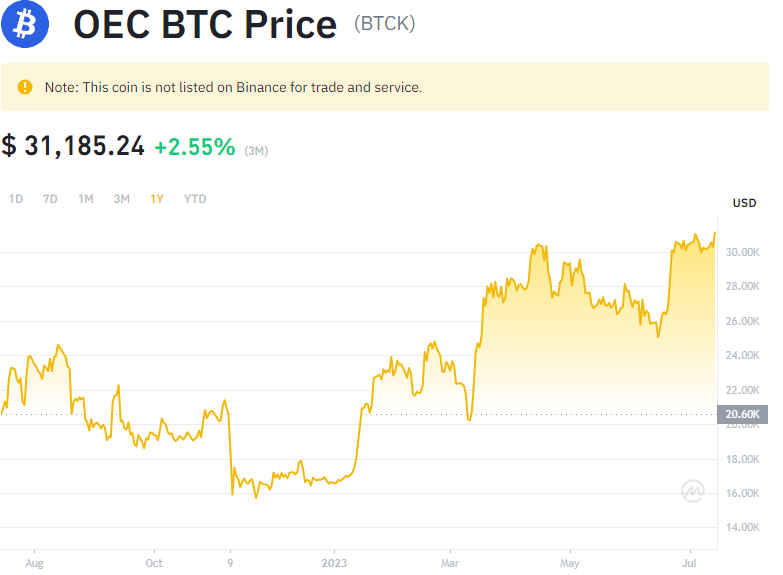 OEC BTC Price (BTCK)
Note: This coin is not listed on Binance for trade and service.
$ 31,185.24 +2.55% (3M)
1D 7D 1M 3M 1Y YTD
USD
30.00K
28.00K
26.00K
24.00K
22.00K
20.60K
20.00K
18.00K
16.00K
14.00K
Aug Oct 9 2023 Mar May Jul